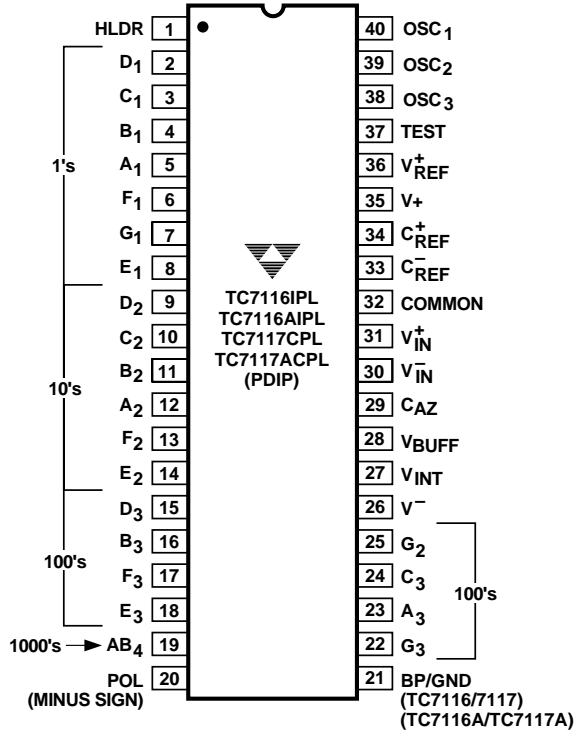 HLDR 1 40 OSC1
D1 2 39 OSC2
C1 3 38 OSC3
B1 4 37 TEST
1's A1 5 36 V+REF
F1 6 35 V+
G1 7 34 C+REF
E1 8 33 C–REF
D2 9 32 COMMON
C2 10 31 V+IN
B2 11 30 V–IN
10's A2 12 29 CAZ
F2 13 28 VBUFF
E2 14 27 VINT
D3 15 26 V–
100's B3 16 25 G2
F3 17 24 C3
E3 18 23 A3
100's
1000's AB4 19 22 G3
POL 20 21 BP/GND
(MINUS SIGN) (TC7116/7117)
(TC7116A/TC7117A)
TC7116IPL
TC7116AIPL
TC7117CPL
TC7117ACPL
(PDIP)